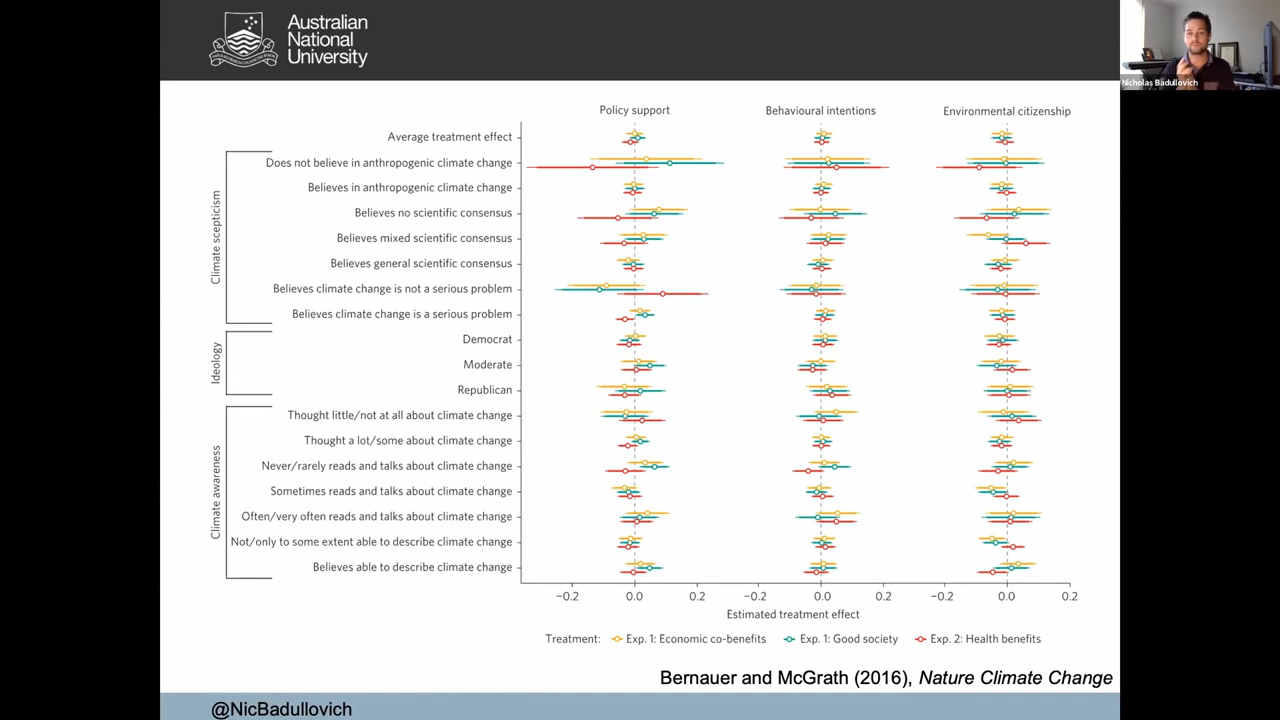 Australian
National
University
Nicholas Badullovich
Policy support
Behavioural intentions
Environmental citizenship
Average treatment effect
Climate scepticism
Does not believe in anthropogenic climate change
Believes in anthropogenic climate change
Believes no scientific consensus
Believes mixed scientific consensus
Believes general scientific consensus
Believes climate change is not a serious problem
Believes climate change is a serious problem
Ideology
Democrat
Moderate
Republican
Climate awareness
Thought little/not at all about climate change
Thought a lot/some about climate change
Never/rarely reads and talks about climate change
Sometimes reads and talks about climate change
Often/very often reads and talks about climate change
Not/only to some extent able to describe climate change
Believes able to describe climate change
−0.2 0.0 0.2 −0.2 0.0 0.2 −0.2 0.0 0.2
Estimated treatment effect
Treatment: Exp. 1: Economic co-benefits Exp. 1: Good society Exp. 2: Health benefits
Bernauer and McGrath (2016), Nature Climate Change
@NicBadullovich